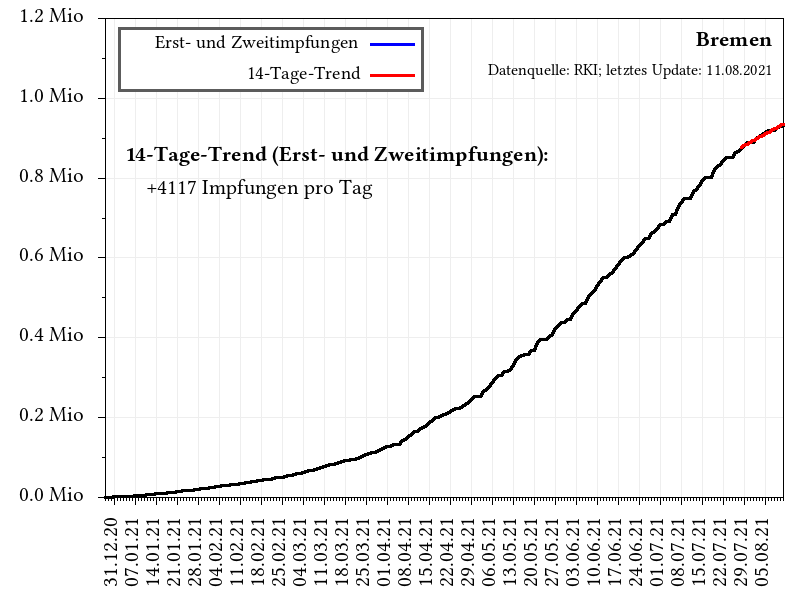 1.2 Mio
1.0 Mio
0.8 Mio
0.6 Mio
0.4 Mio
0.2 Mio
0.0 Mio
Erst- und Zweitimpfungen
14-Tage-Trend
Bremen
Datenquelle: RKI; letztes Update: 11.08.2021
14-Tage-Trend (Erst- und Zweitimpfungen):
+4117 Impfungen pro Tag
31.12.20
07.01.21
14.01.21
21.01.21
28.01.21
04.02.21
11.02.21
18.02.21
25.02.21
04.03.21
11.03.21
18.03.21
25.03.21
01.04.21
08.04.21
15.04.21
22.04.21
29.04.21
06.05.21
13.05.21
20.05.21
27.05.21
03.06.21
10.06.21
17.06.21
24.06.21
01.07.21
08.07.21
15.07.21
22.07.21
29.07.21
05.08.21